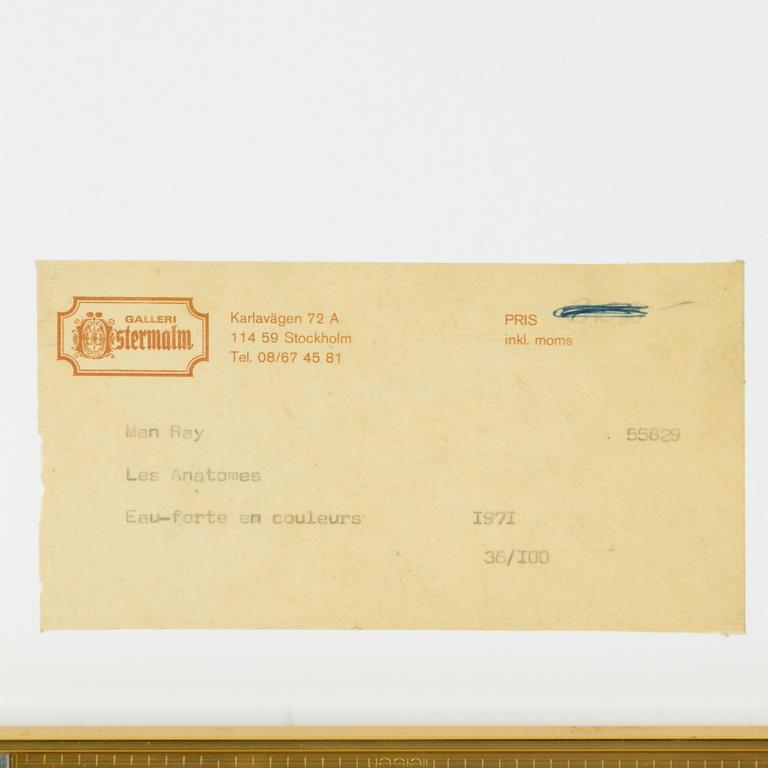 GALLERI
Östermalm
Karlavägen 72 A
114 59 Stockholm
Tel. 08/67 45 81
PRIS
inkl. moms
Man Ray 55829
Les Anatomes
Eau-forte em couleurs I97I
36/I00